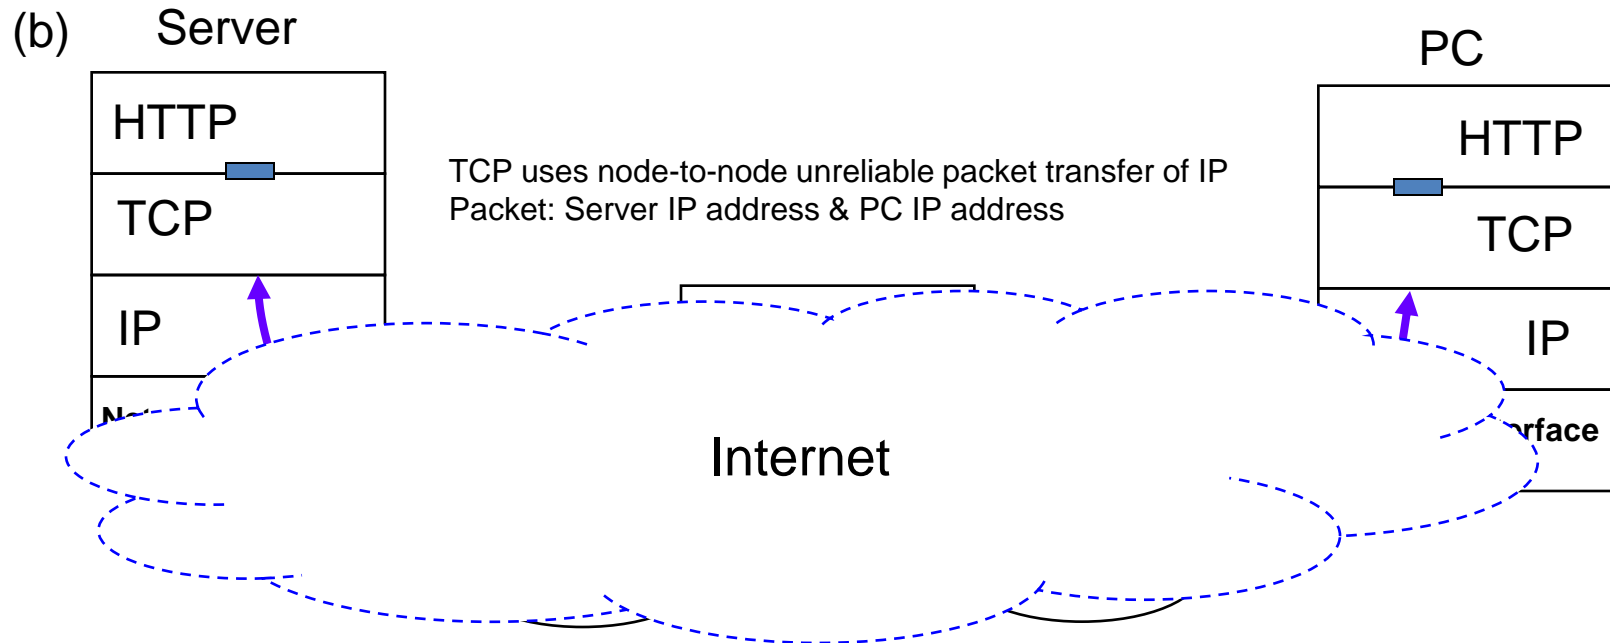 (b)
Server
PC
HTTP
HTTP
TCP uses node-to-node unreliable packet transfer of IP
Packet: Server IP address & PC IP address
TCP
TCP
IP
IP
Internet